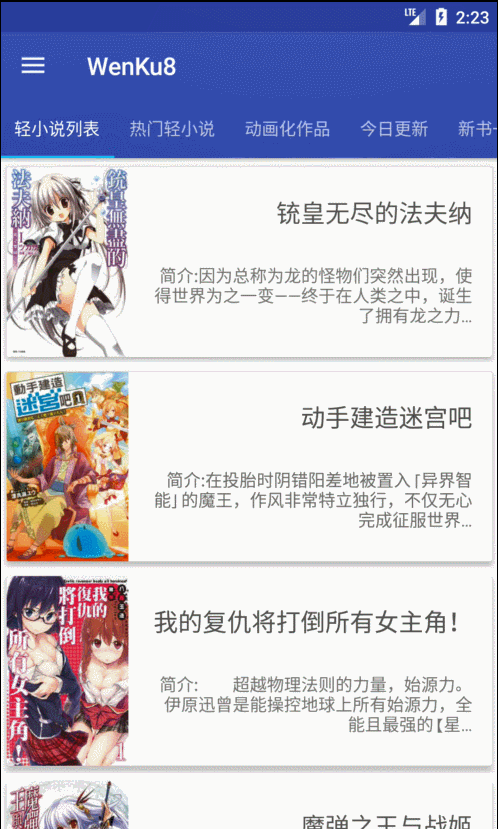 LTE 2:23
WenKu8
轻小说列表 热门轻小说 动画化作品 今日更新 新书
銃皇無盡的
法夫納
銃皇无尽的法夫纳
简介:因为总称为龙的怪物们突然出现，使
得世界为之一变——终于在人类之中，诞生
了拥有龙之力…
動手建造
迷宮吧 1
动手建造迷宫吧
简介:在投胎时阴错阳差地被置入「异界智
能」的魔王，作风非常特立独行，不仅无心
完成征服世界…
我的
復仇
將打倒
所有女主角！
1
我的复仇将打倒所有女主角！
简介:　　超越物理法则的力量，始源力。
伊原迅曾是能操控地球上所有始源力，全
能且最强的【星…
魔弹之王与战姬